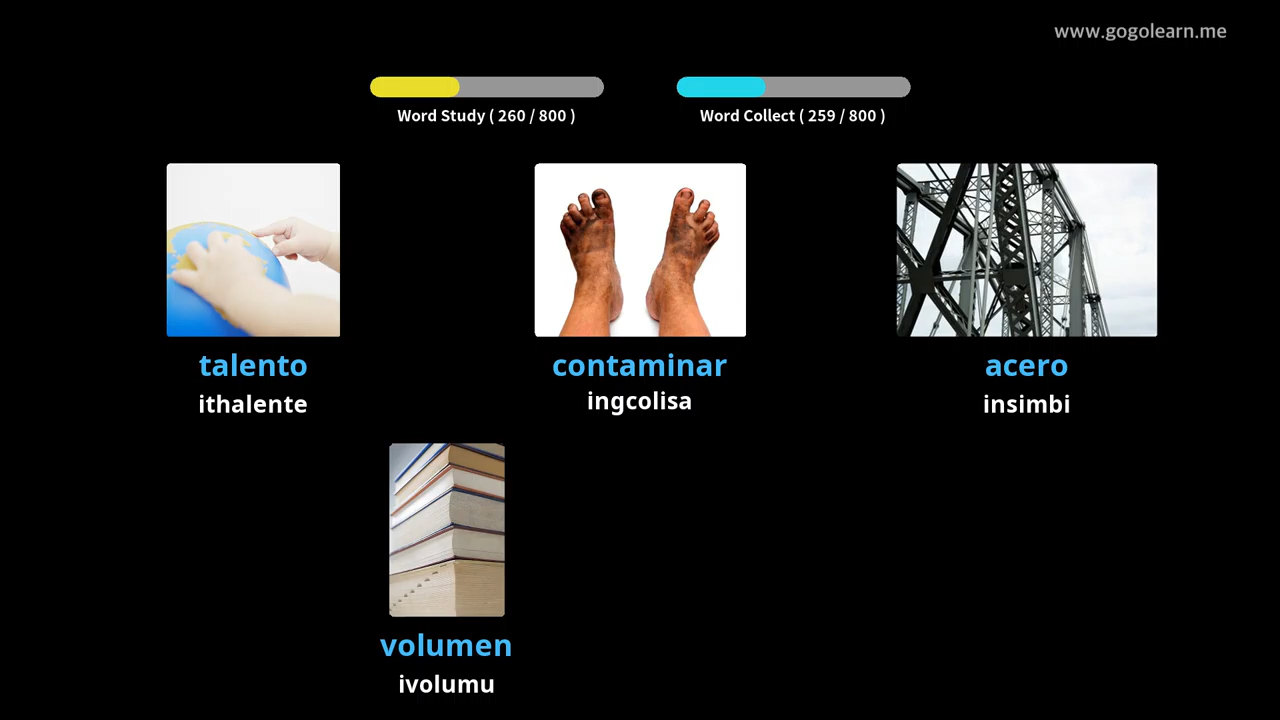 www.gogolearn.me
Word Study ( 260 / 800 )
Word Collect ( 259 / 800 )
talento
ithalente
contaminar
ingcolisa
acero
insimbi
volumen
ivolumu